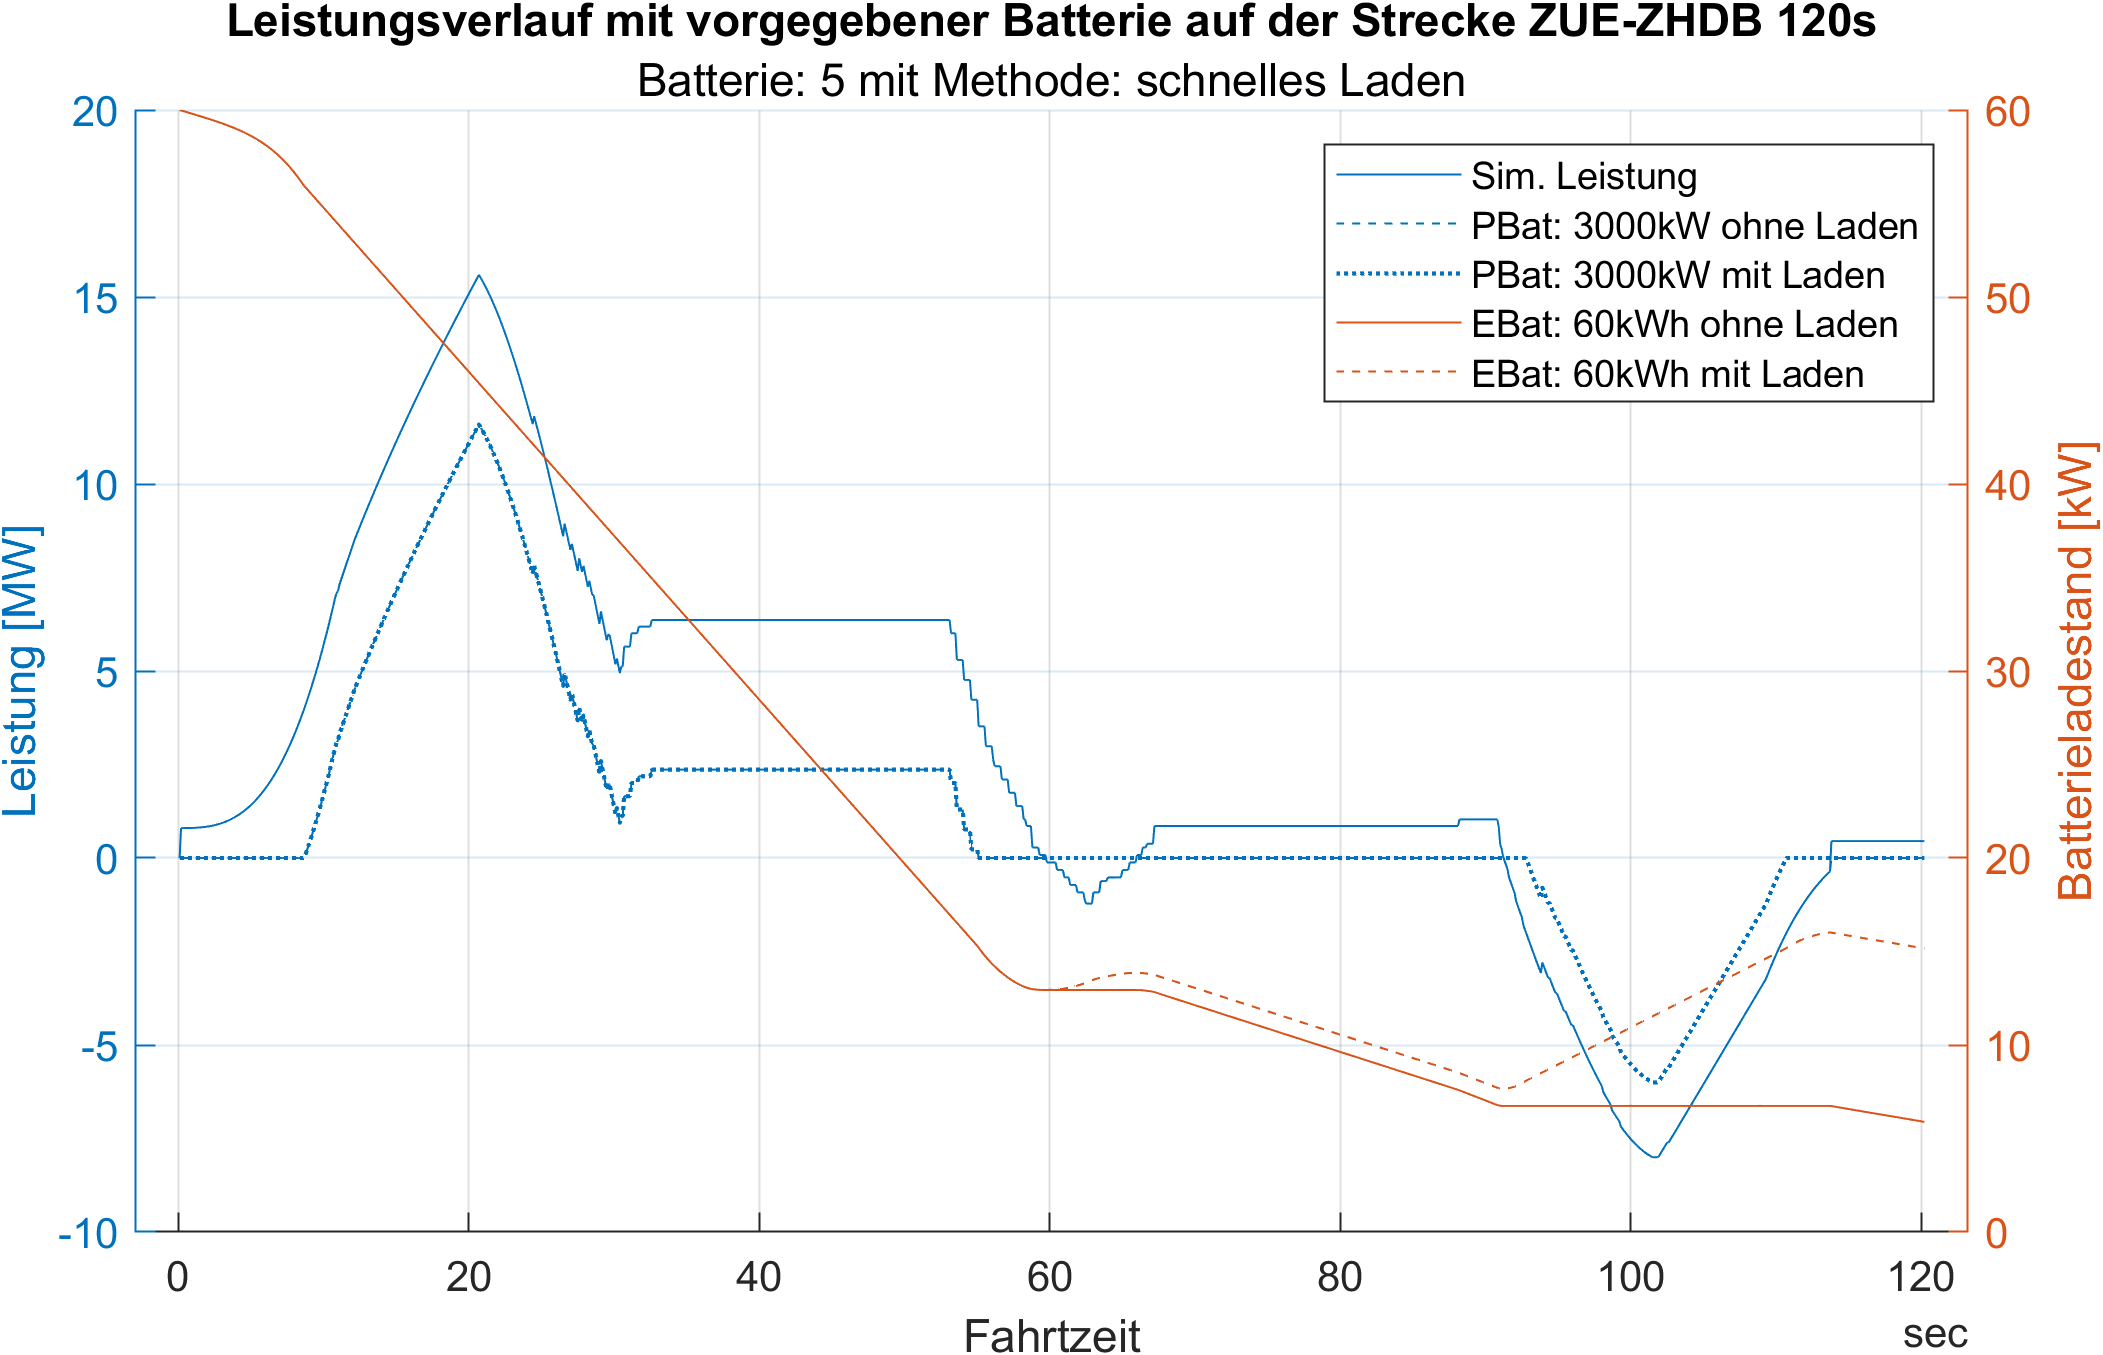 Leistungsverlauf mit vorgegebener Batterie auf der Strecke ZUE-ZHDB 120s
Batterie: 5 mit Methode: schnelles Laden
20
15
10
5
0
-5
-10
Leistung [MW]
60
50
40
30
20
10
0
Batterieladestand [kW]
Sim. Leistung
PBat: 3000kW ohne Laden
PBat: 3000kW mit Laden
EBat: 60kWh ohne Laden
EBat: 60kWh mit Laden
0 20 40 60 80 100 120
Fahrtzeit
sec